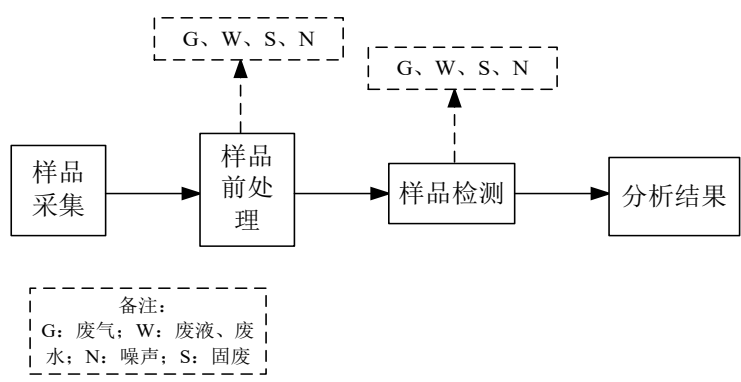 G、W、S、N
G、W、S、N
样品
采集
样品
前处
理
样品检测
分析结果
备注：
G：废气；W：废液、废
水；N：噪声；S：固废